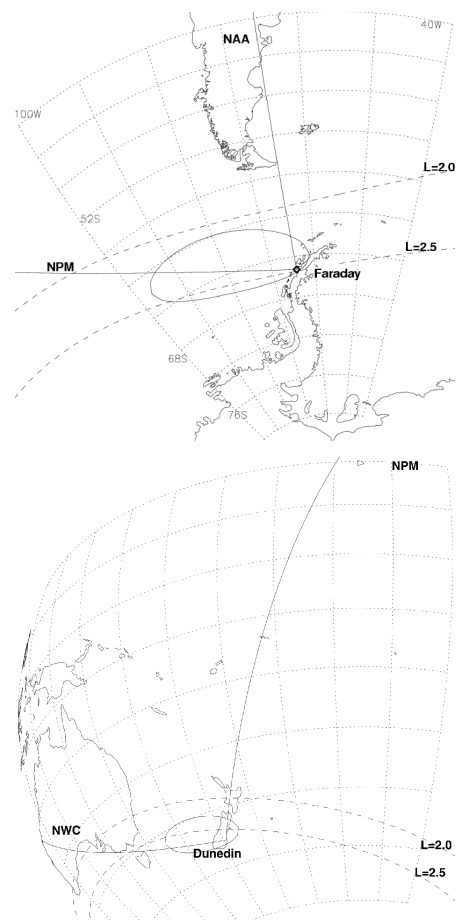 NAA
40W
100W
L=2.0
52S
L=2.5
NPM
Faraday
68S
76S
NPM
NWC
Dunedin
L=2.0
L=2.5